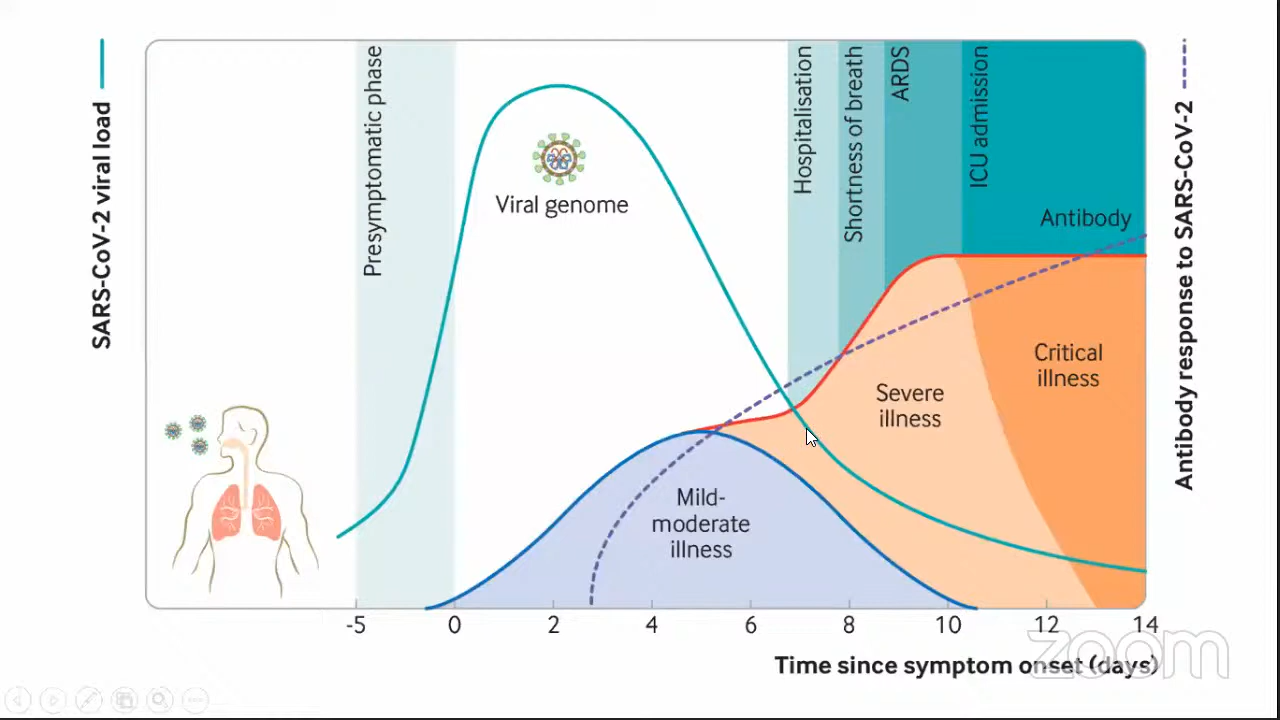 SARS-CoV-2 viral load
Presymptomatic phase
Viral genome
Hospitalisation
Shortness of breath
ARDS
ICU admission
Antibody
Antibody response to SARS-CoV-2
Mild-
moderate
illness
Severe
illness
Critical
illness
-5 0 2 4 6 8 10 12 14
Time since symptom onset (days)
zoom